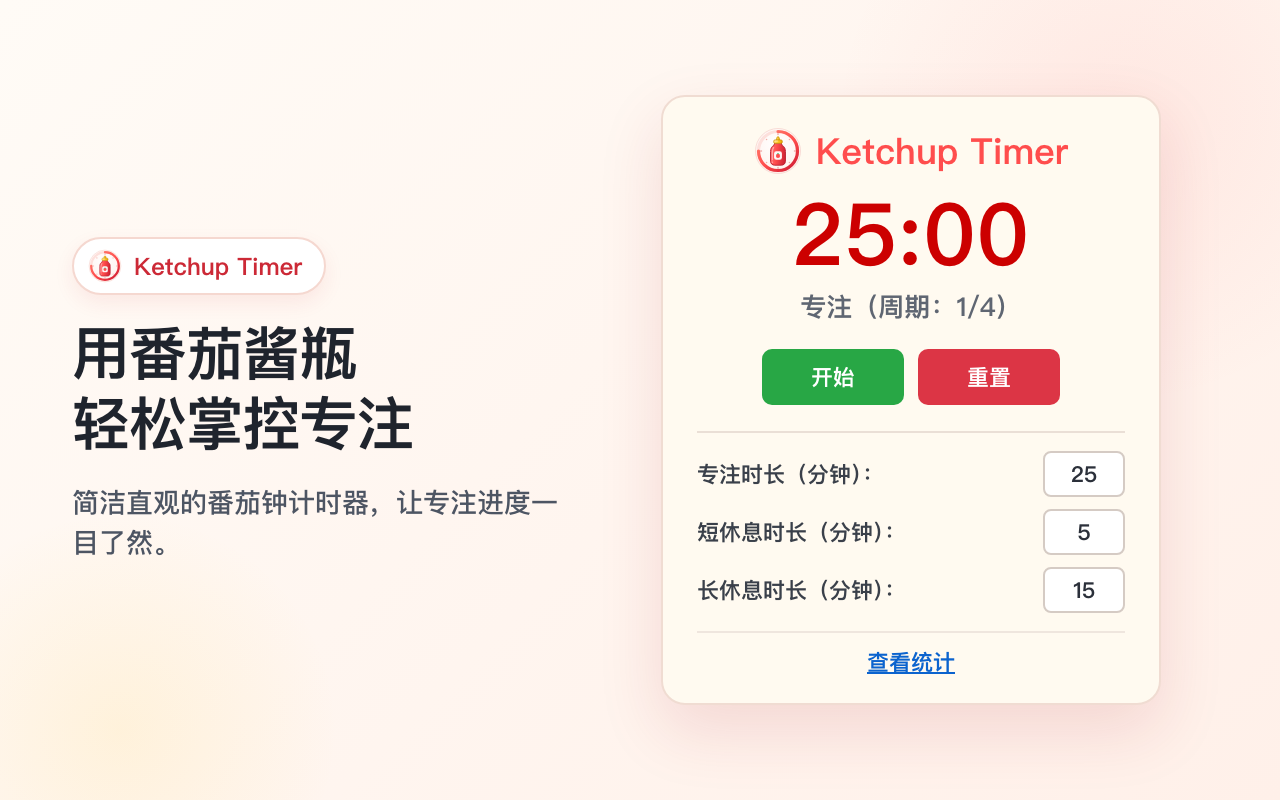 Ketchup Timer
用番茄酱瓶
轻松掌控专注
简洁直观的番茄钟计时器，让专注进度一
目了然。
Ketchup Timer
25:00
专注（周期：1/4）
开始 重置
专注时长（分钟）： 25
短休息时长（分钟）： 5
长休息时长（分钟）： 15
查看统计